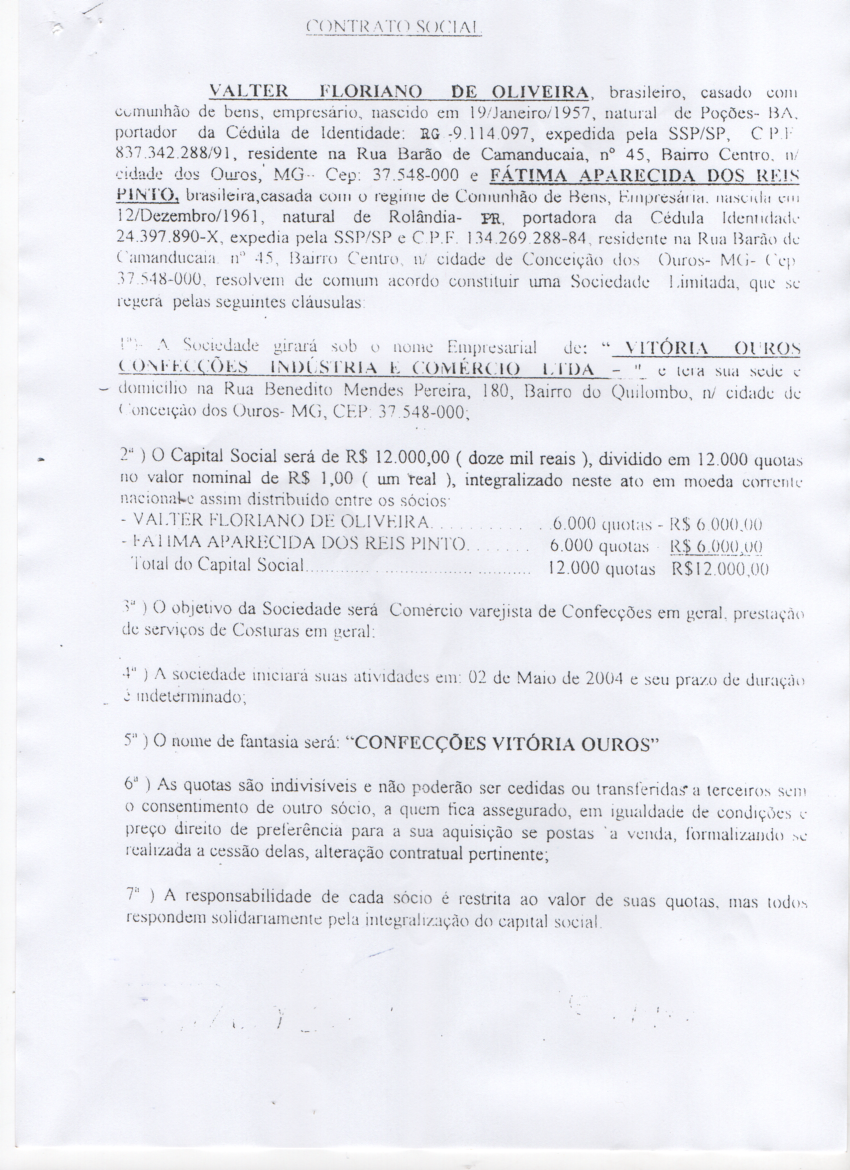 CONTRATO SOCIAL
VALTER FLORIANO DE OLIVEIRA, brasileiro, casado com
comunhão de bens, empresário, nascido em 19/Janeiro/1957, natural de Poções- BA,
portador da Cédúla de Identidade: RG -9.114.097, expedida pela SSP/SP, C.P.F
837.342.288/91, residente na Rua Barão de Camanducaia, nº 45, Bairro Centro, n/
cidade dos Ouros, MG-- Cep: 37.548-000 e FÁTIMA APARECIDA DOS REIS
PINTO, brasileira,casada com o regime de Comunhão de Bens, Empresária, nascida em
12/Dezembro/1961, natural de Rolândia- PR, portadora da Cédula Identidade
24.397.890-X, expedia pela SSP/SP e C.P.F. 134.269.288-84, residente na Rua Barão de
Camanducaia, nº 45, Bairro Centro, n/ cidade de Conceição dos Ouros- MG- Cep
37.548-000, resolvem de comum acordo constituir uma Sociedade Limitada, que se
regerá pelas seguintes cláusulas:
1ª)- A Sociedade girará sob o nome Empresarial de: “ VITÓRIA OUROS
CONFECÇÕES INDÚSTRIA E COMÉRCIO LTDA – ” e terá sua sede e
domicílio na Rua Benedito Mendes Pereira, 180, Bairro do Quilombo, n/ cidade de
Conceição dos Ouros- MG, CEP: 37.548-000;
2ª ) O Capital Social será de R$ 12.000,00 ( doze mil reais ), dividido em 12.000 quotas
no valor nominal de R$ 1,00 ( um real ), integralizado neste ato em moeda corrente
nacional e assim distribuído entre os sócios:
- VALTER FLORIANO DE OLIVEIRA............ 6.000 quotas - R$ 6.000,00
- FATIMA APARECIDA DOS REIS PINTO........ 6.000 quotas R$ 6.000,00
Total do Capital Social............................................ 12.000 quotas R$12.000,00
3ª ) O objetivo da Sociedade será Comércio varejista de Confecções em geral, prestação
de serviços de Costuras em geral;
4ª ) A sociedade iniciará suas atividades em: 02 de Maio de 2004 e seu prazo de duração
é indeterminado;
5ª ) O nome de fantasia será: “CONFECÇÕES VITÓRIA OUROS”
6ª ) As quotas são indivisíveis e não poderão ser cedidas ou transferidas a terceiros sem
o consentimento de outro sócio, a quem fica assegurado, em igualdade de condições e
preço direito de preferência para a sua aquisição se postas `a venda, formalizando se
realizada a cessão delas, alteração contratual pertinente;
7ª ) A responsabilidade de cada sócio é restrita ao valor de suas quotas, mas todos
respondem solidariamente pela integralização do capital social.